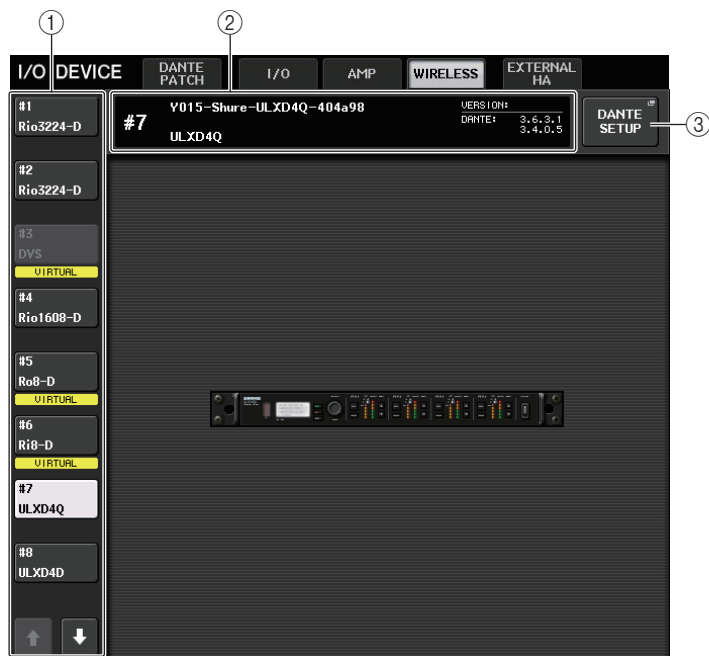 ① ②
I/O DEVICE
DANTE PATCH
I/O
AMP
WIRELESS
EXTERNAL HA
#7
Y015-Shure-ULXD4Q-404a98
ULXD4Q
VERSION:
DANTE: 3.6.3.1
3.4.0.5
DANTE SETUP
③
#1
Rio3224-D
#2
Rio3224-D
#3
DVS
VIRTUAL
#4
Rio1608-D
#5
Ro8-D
VIRTUAL
#6
Ri8-D
VIRTUAL
#7
ULXD4Q
#8
ULXD4D